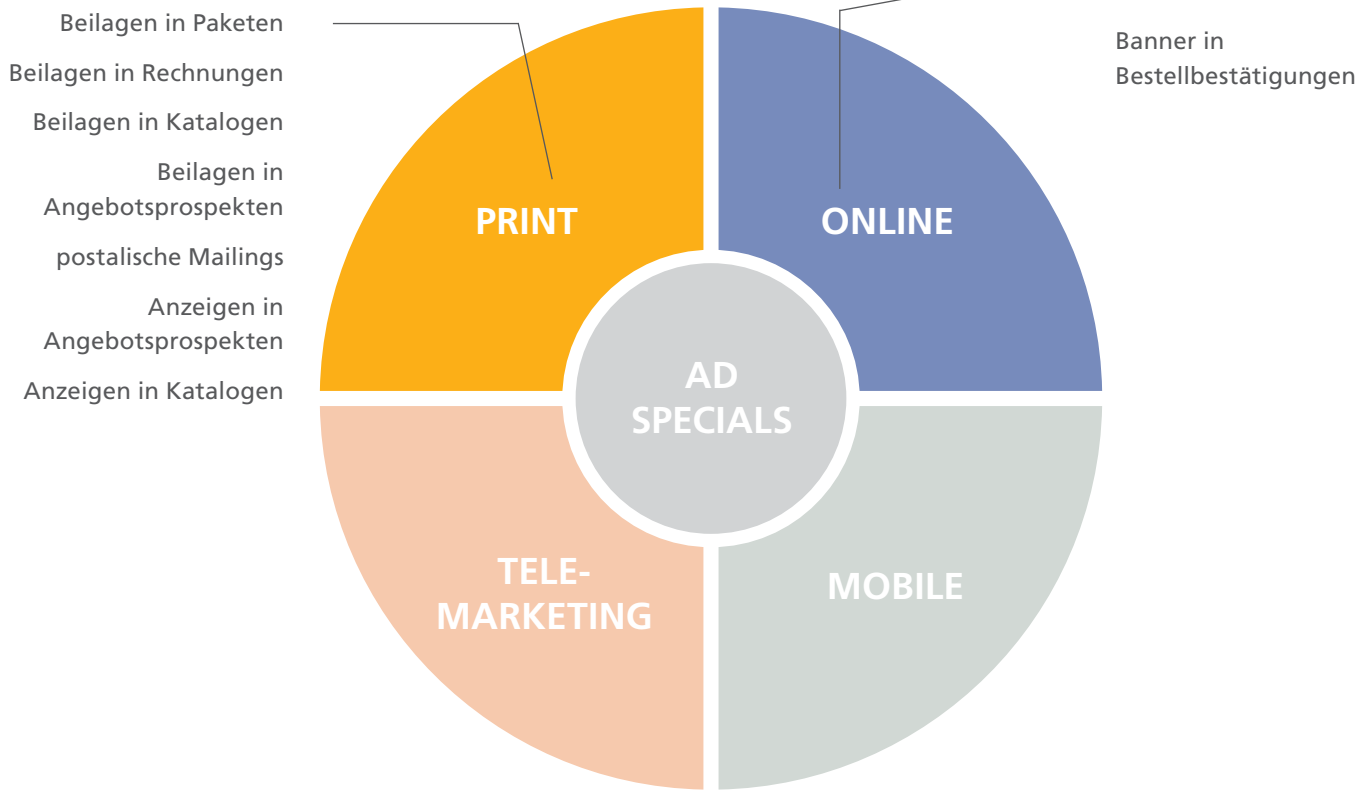 Beilagen in Paketen
Beilagen in Rechnungen
Beilagen in Katalogen
Beilagen in
Angebotsprospekten
postalische Mailings
Anzeigen in
Angebotsprospekten
Anzeigen in Katalogen
PRINT
ONLINE
Banner in
Bestellbestätigungen
AD
SPECIALS
TELE-
MARKETING
MOBILE